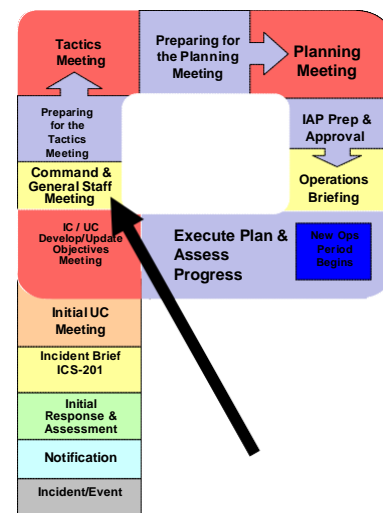 Tactics
Meeting
Preparing for
the Planning
Meeting
Planning
Meeting
Preparing
for the
Tactics
Meeting
IAP Prep &
Approval
Command &
General Staff
Meeting
Operations
Briefing
IC / UC
Develop/Update
Objectives
Meeting
Execute Plan &
Assess
Progress
New Ops
Period
Begins
Initial UC
Meeting
Incident Brief
ICS-201
Initial
Response &
Assessment
Notification
Incident/Event